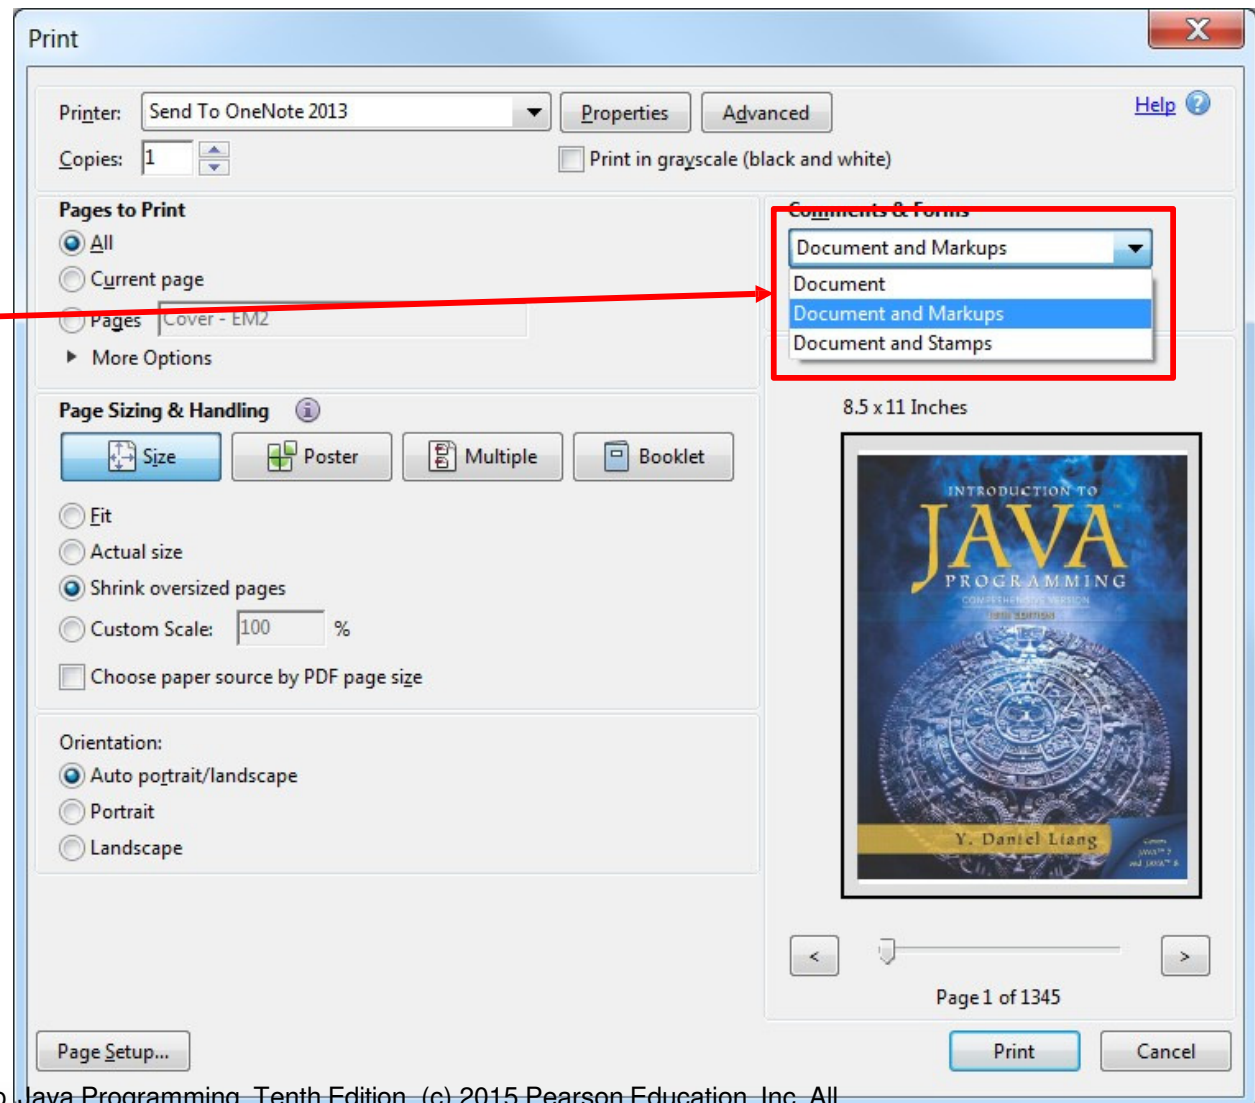 Print
X
Printer: Send To OneNote 2013 Properties Advanced Help ?
Copies: 1 Print in grayscale (black and white)
Pages to Print
All
Current page
Pages Cover - EM2
More Options
Comments & Forms
Document and Markups
Document
Document and Markups
Document and Stamps
Page Sizing & Handling i
Size Poster Multiple Booklet
Fit
Actual size
Shrink oversized pages
Custom Scale: 100 %
Choose paper source by PDF page size
Orientation:
Auto portrait/landscape
Portrait
Landscape
8.5 x 11 Inches
INTRODUCTION TO
JAVA
PROGRAMMING
COMPREHENSIVE VERSION
Y. Daniel Liang
< >
Page 1 of 1345
Page Setup... Print Cancel
Java Programming, Tenth Edition, (c) 2015 Pearson Education, Inc. All